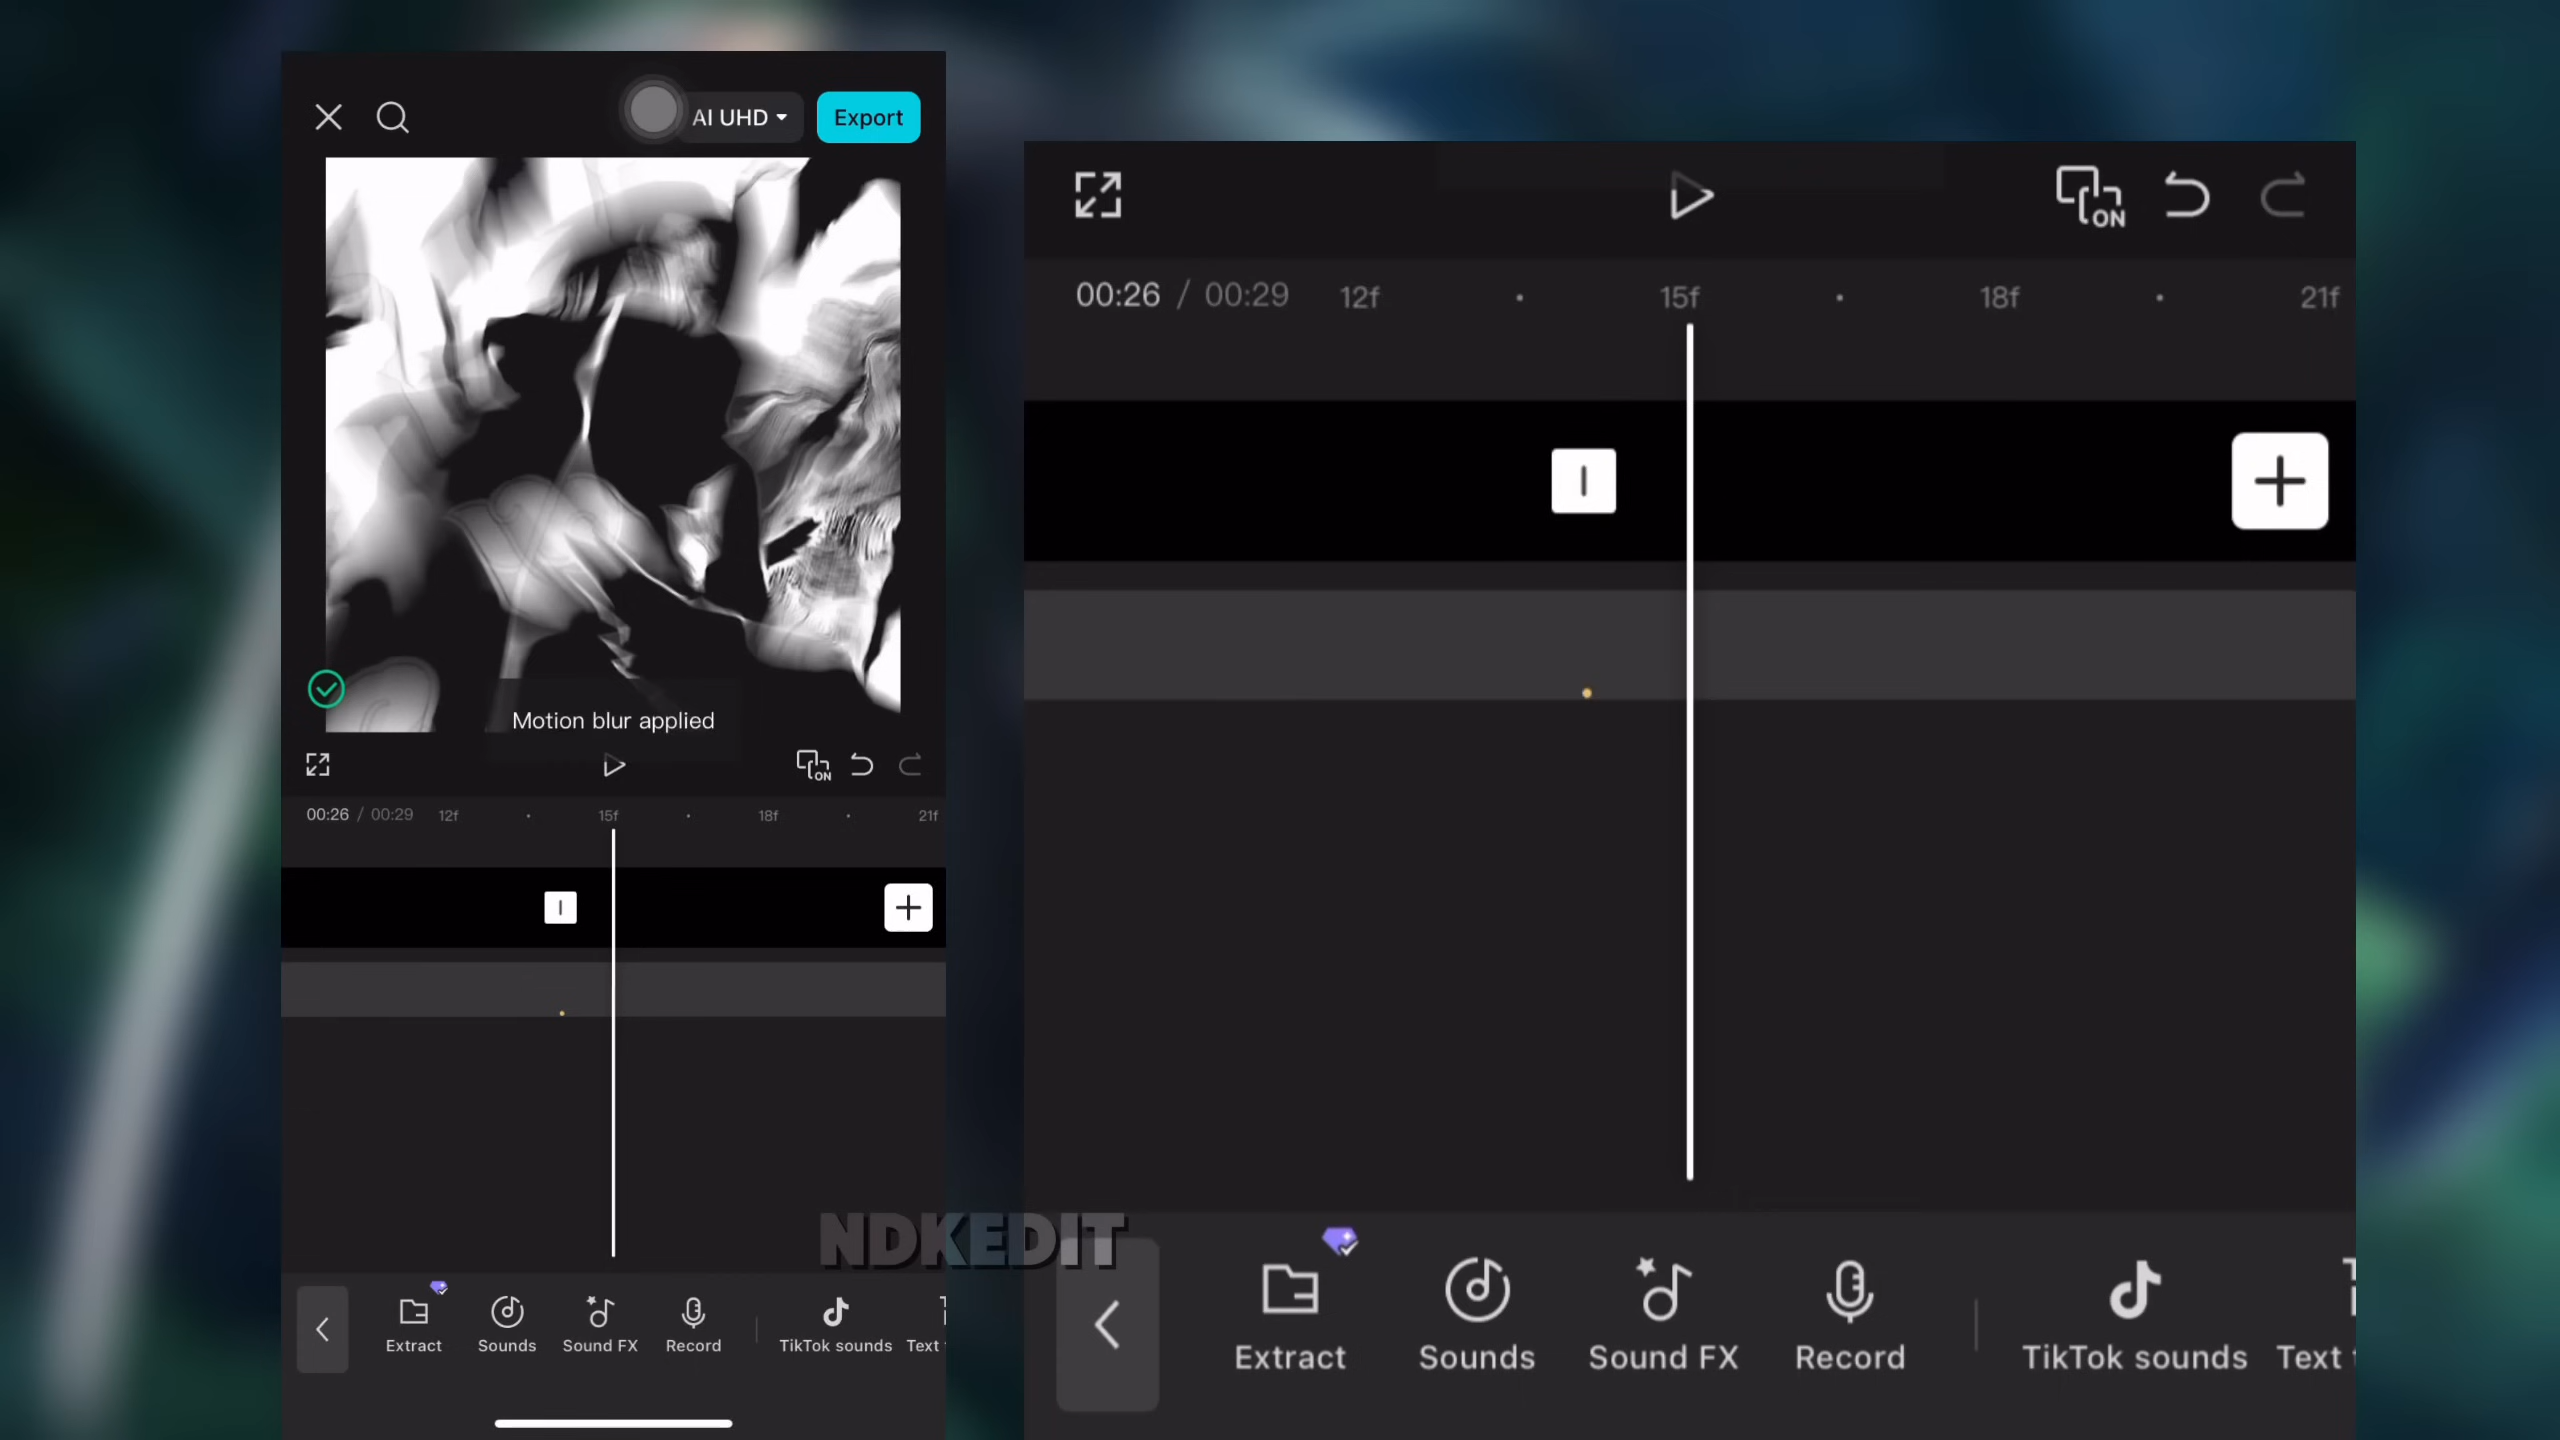 AI UHD
Export
Motion blur applied
ON
00:26 / 00:29 12f 15f 18f 21f
Extract Sounds Sound FX Record TikTok sounds Text
NDKEDIT
ON
00:26 / 00:29 12f 15f 18f 21f
Extract Sounds Sound FX Record TikTok sounds Text